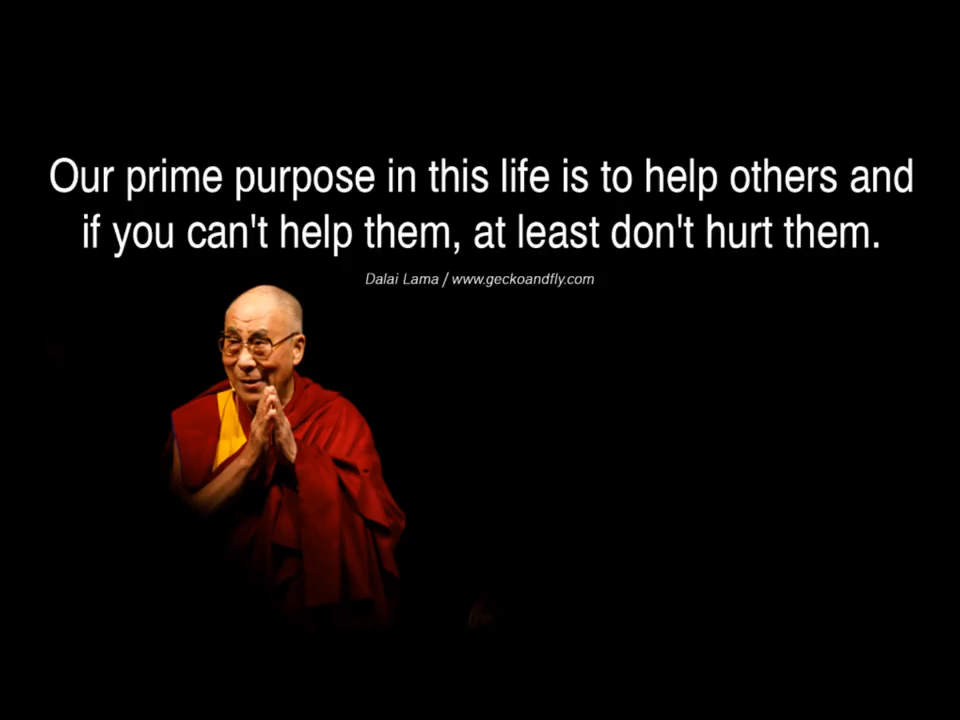 Our prime purpose in this life is to help others and
if you can't help them, at least don't hurt them.
Dalai Lama / www.geckoandfly.com